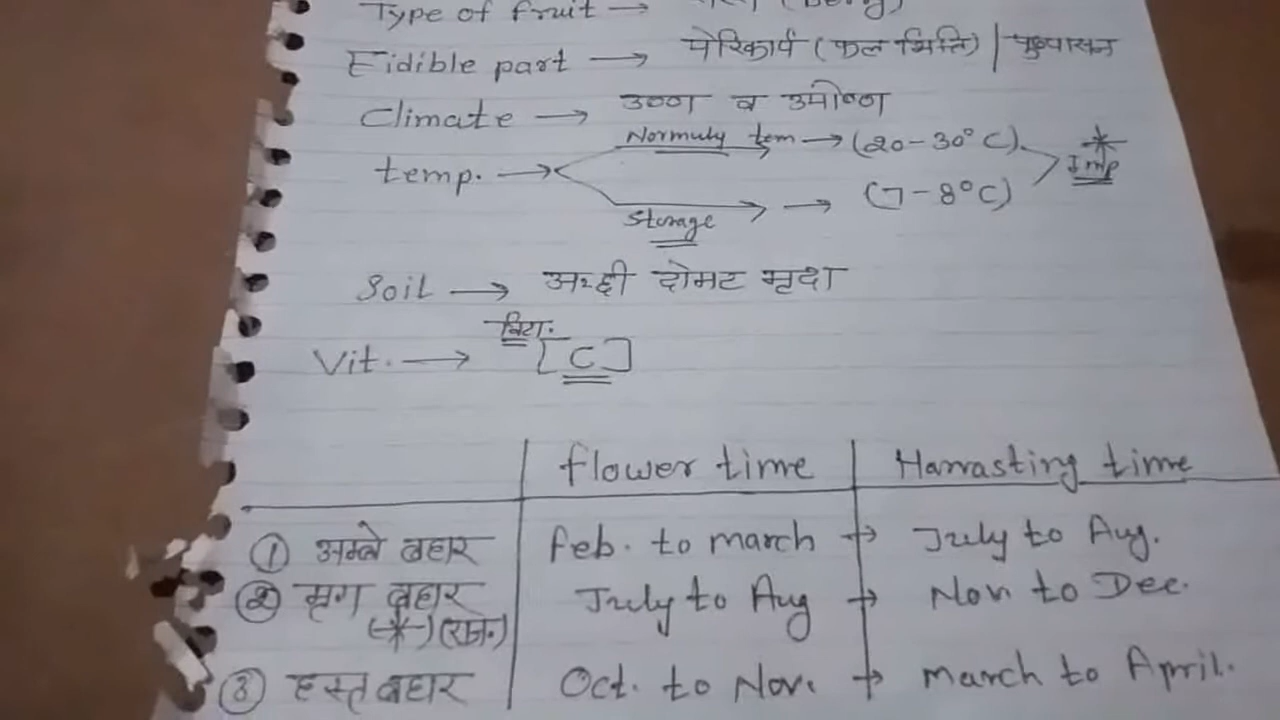 Type of fruit → (Berry)
Eidible part → पेरिकार्प (फल भित्ति) | पुष्पासन
Climate → उष्ण व उपोष्ण
temp. → Normuly tem → (20-30°C) * Imp
Storage → (7-8°C)
Soil → अच्छी दोमट मृदा
Vit. → विटा. [C]
flower time | Harrasting time
① अम्बे बहार | feb. to march → July to Aug.
② मृग बहार | July to Aug → Nov to Dec.
(*) (राज.)
③ हस्त बहार | Oct. to Nov. → march to April.